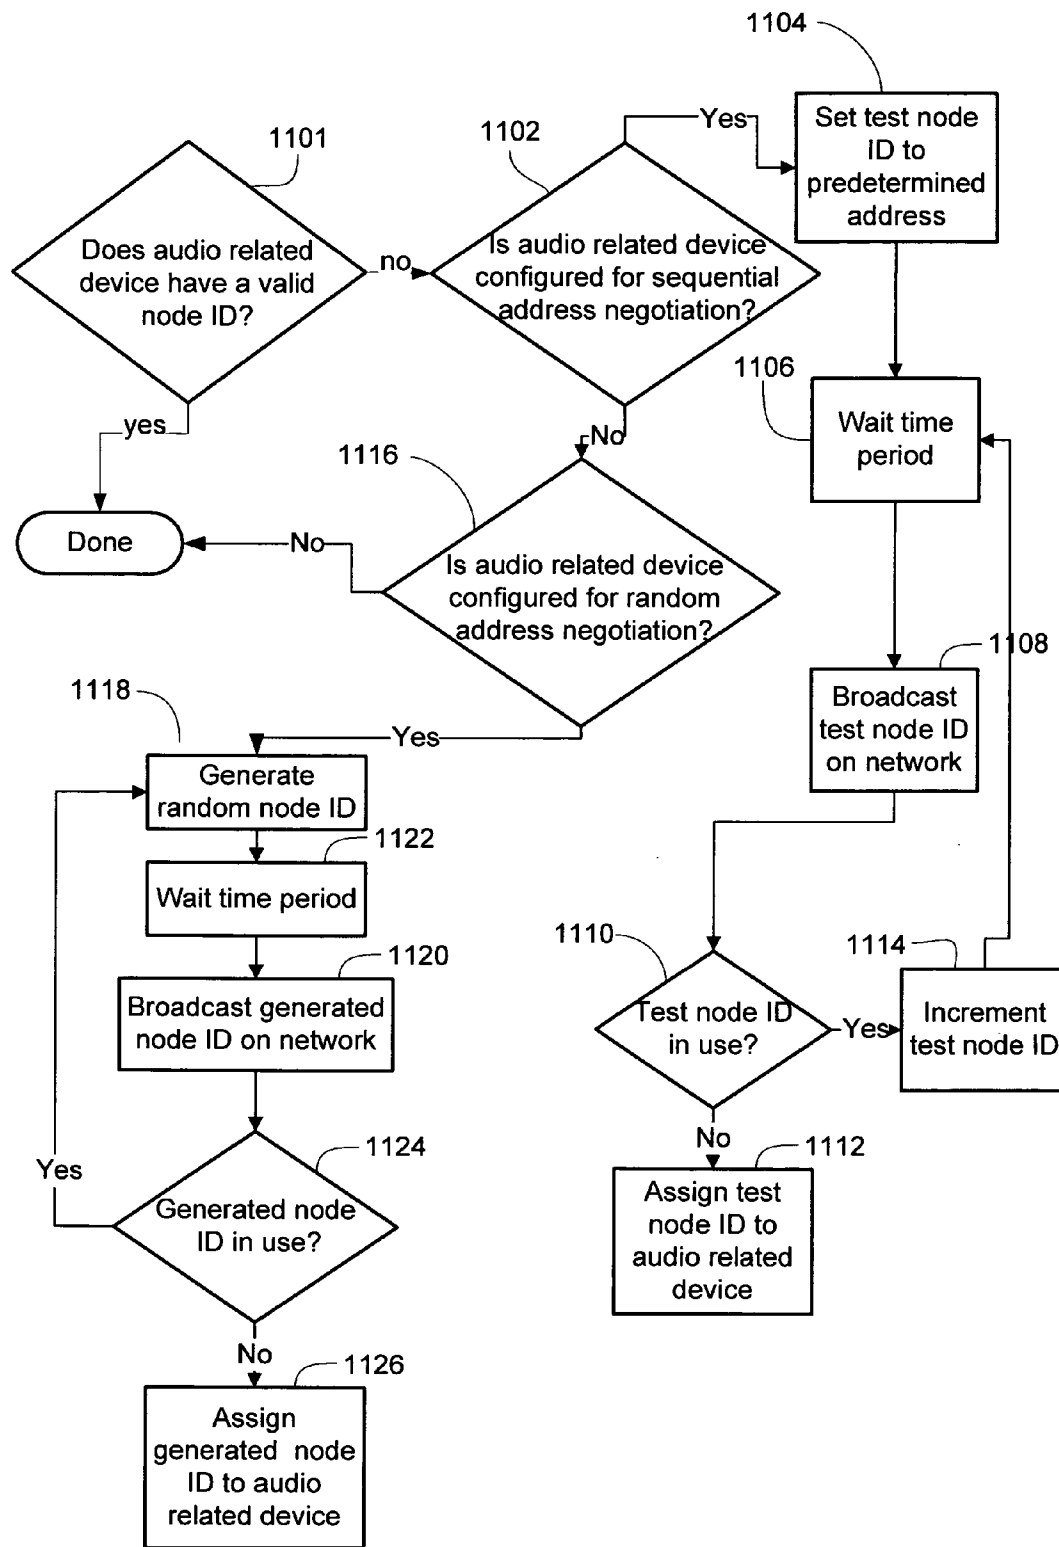 1104
Set test node
ID to
predetermined
address
1101
Does audio related
device have a valid
node ID?
no
yes
1102
Is audio related device
configured for sequential
address negotiation?
Yes
No
1106
Wait time
period
1116
Is audio related device
configured for random
address negotiation?
No
Done
Yes
1108
Broadcast
test node ID
on network
1118
Generate
random node ID
1122
Wait time period
1120
Broadcast generated
node ID on network
1110
Test node ID
in use?
Yes
1114
Increment
test node ID
No
1112
Assign test
node ID to
audio related
device
1124
Generated node
ID in use?
Yes
No
1126
Assign
generated node
ID to audio
related device